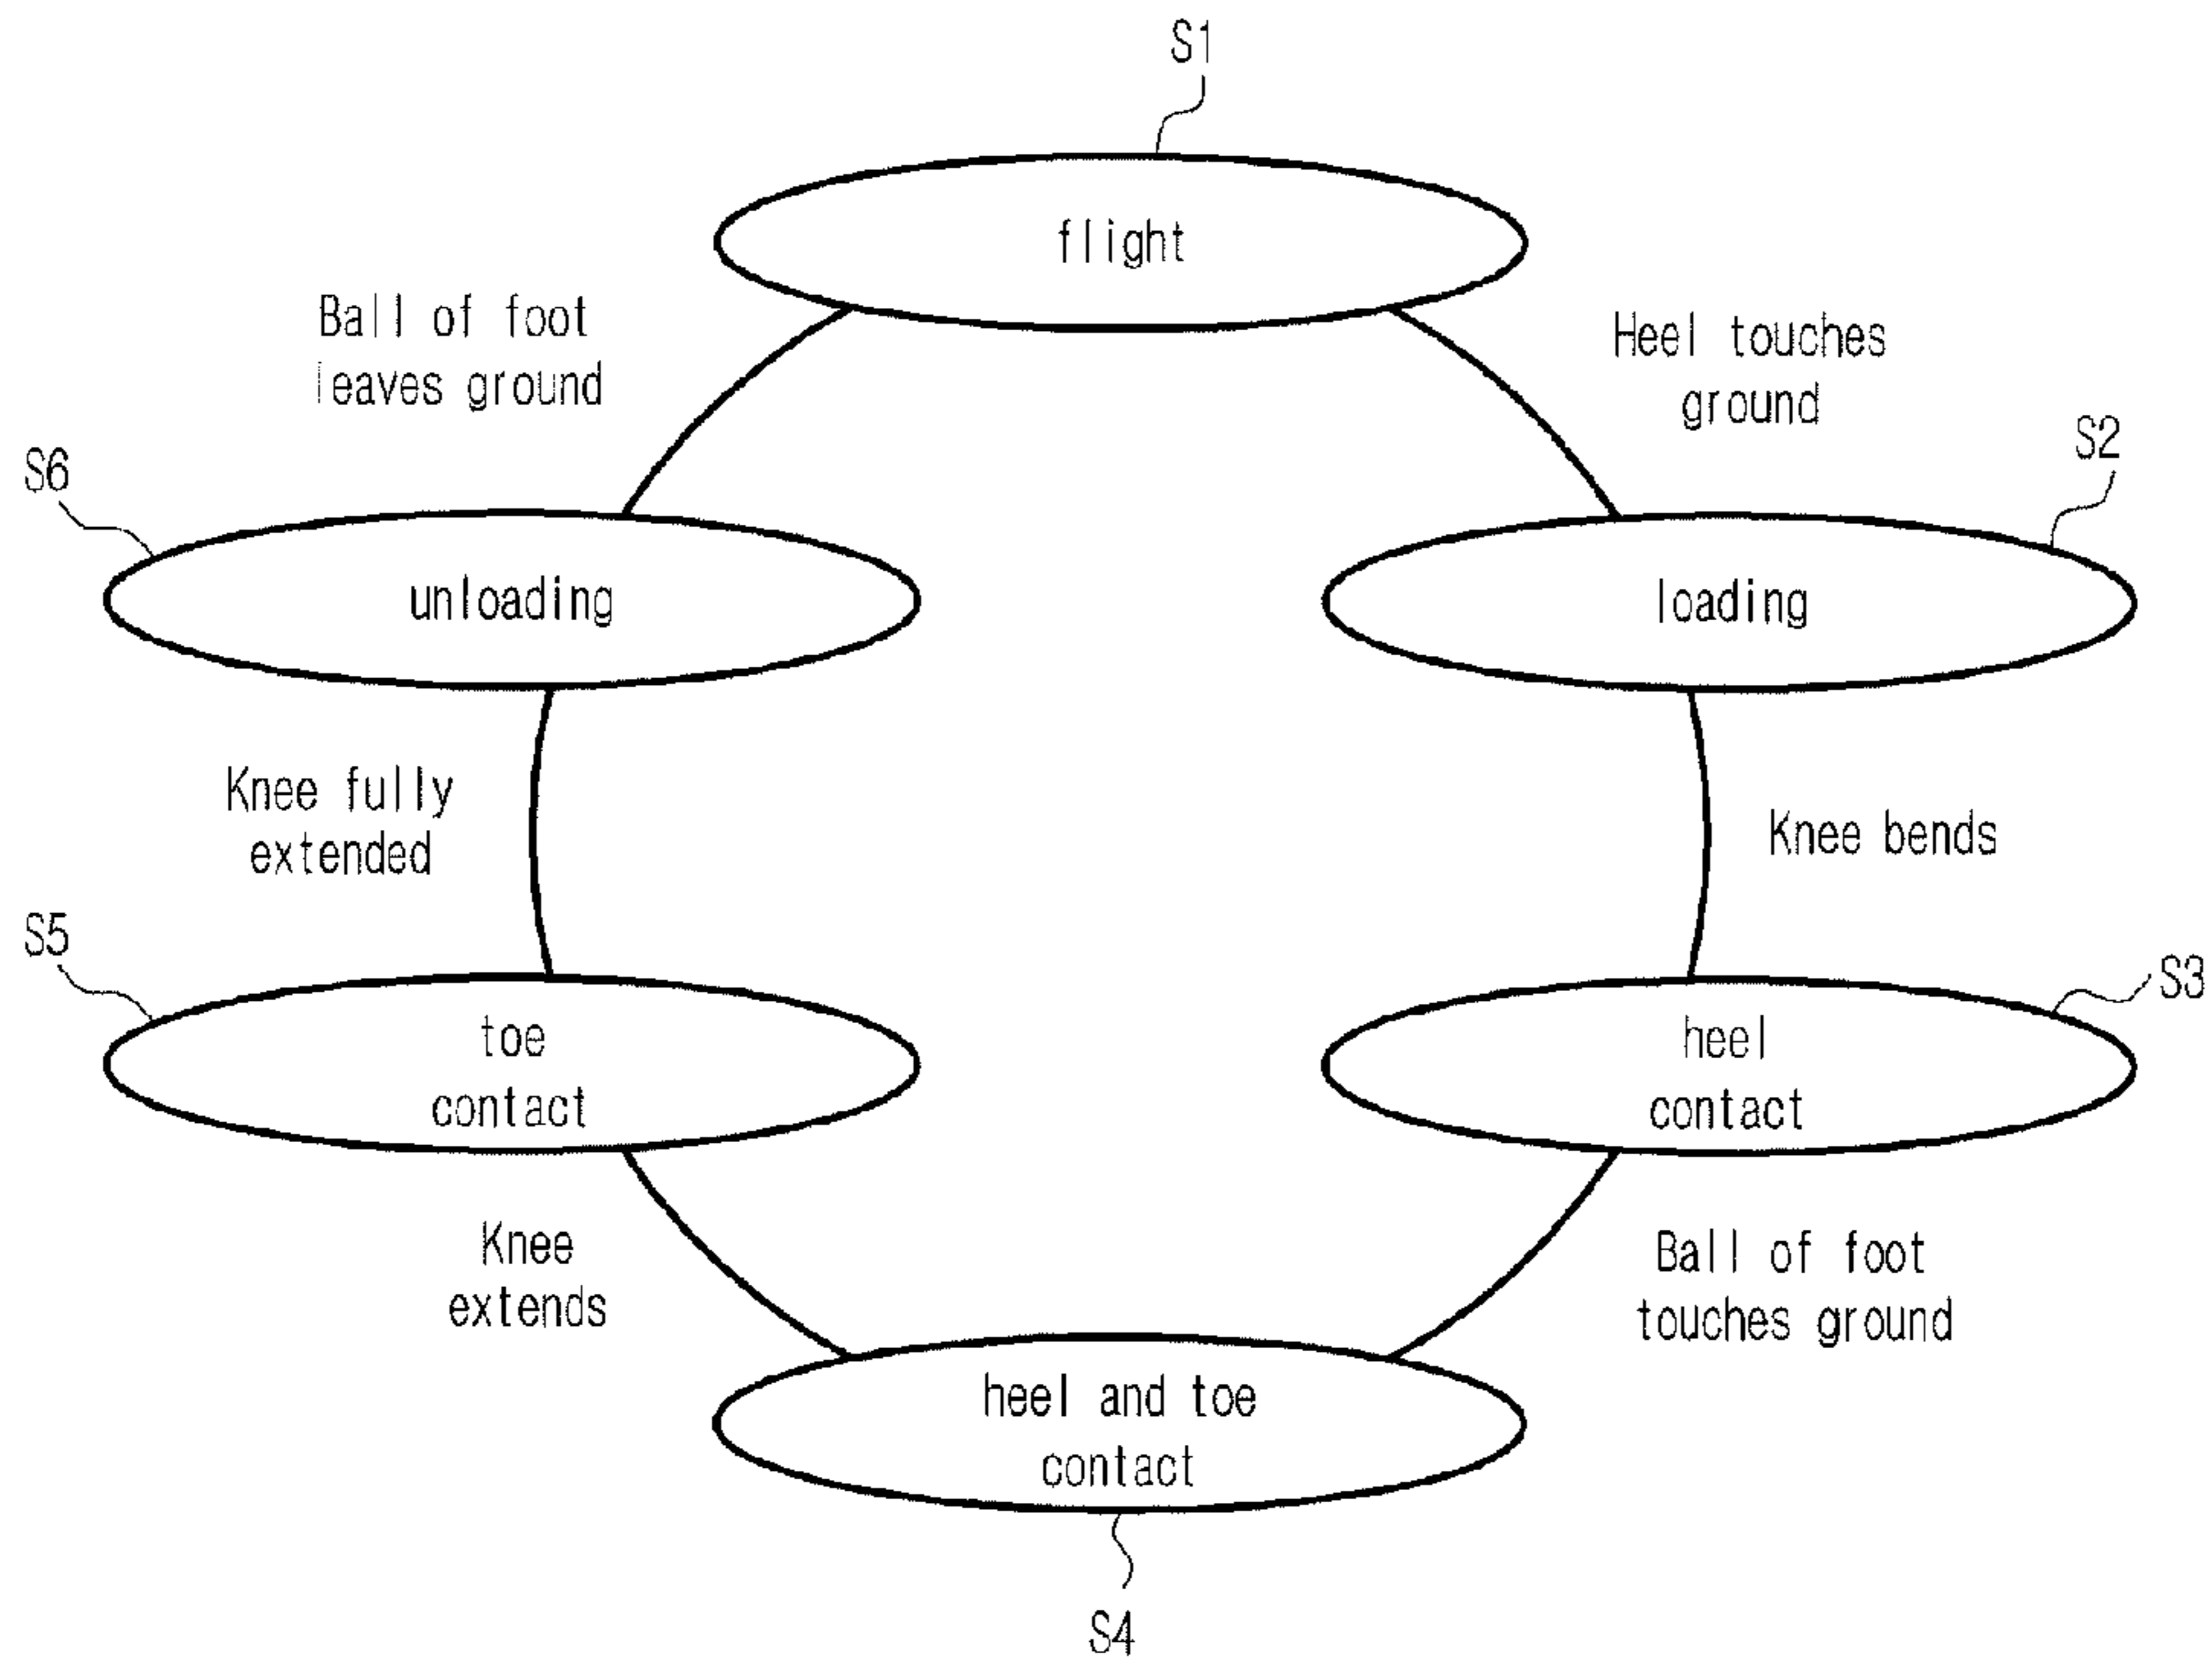 S1
flight
Ball of foot
leaves ground
Heel touches
ground
S2
S6
unloading
loading
Knee fully
extended
Knee bends
S5
S3
toe
contact
heel
contact
Knee
extends
Ball of foot
touches ground
heel and toe
contact
S4